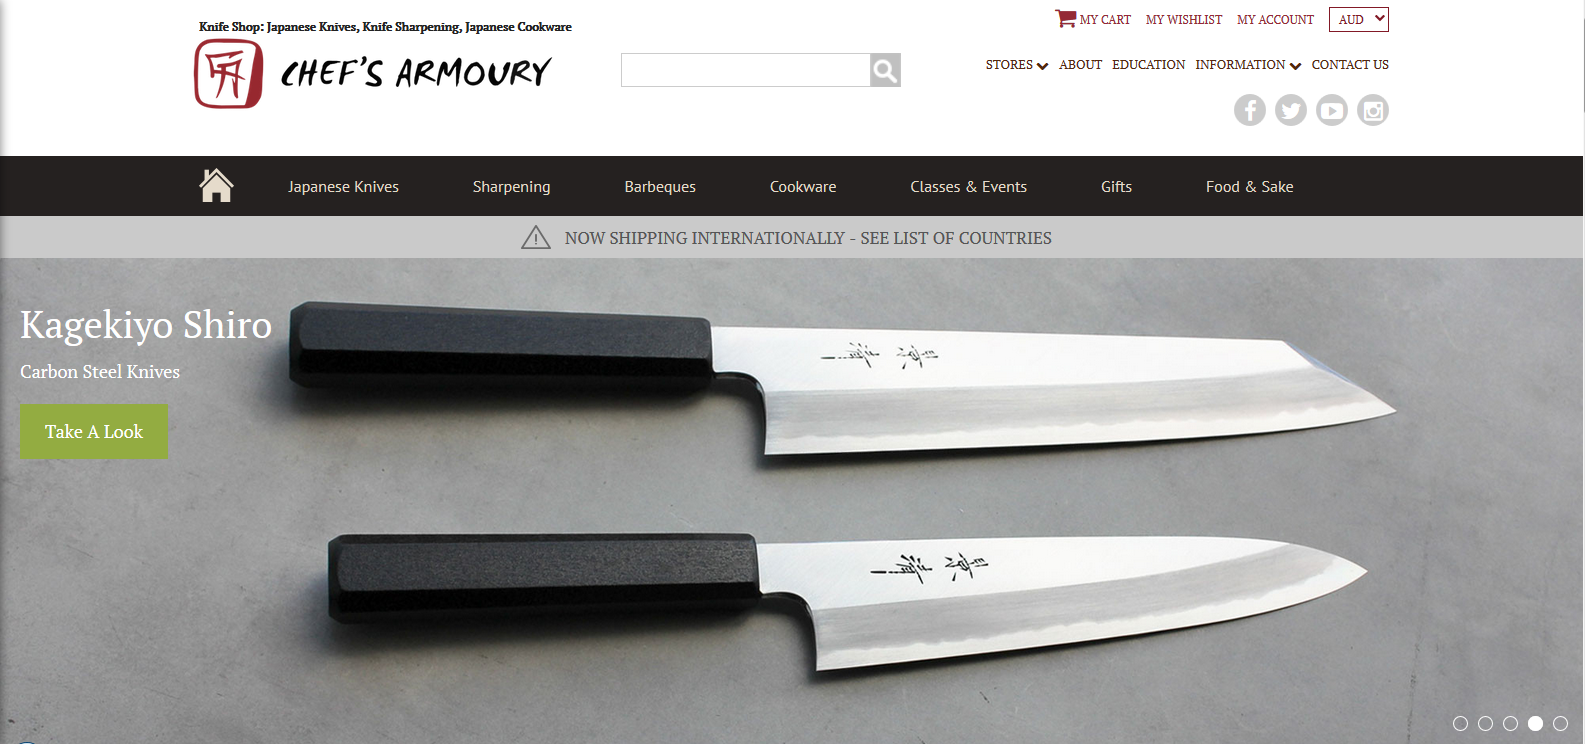 Knife Shop: Japanese Knives, Knife Sharpening, Japanese Cookware
CHEF'S ARMOURY
MY CART MY WISHLIST MY ACCOUNT AUD
STORES ABOUT EDUCATION INFORMATION CONTACT US
Japanese Knives Sharpening Barbeques Cookware Classes & Events Gifts Food & Sake
NOW SHIPPING INTERNATIONALLY - SEE LIST OF COUNTRIES
Kagekiyo Shiro
Carbon Steel Knives
Take A Look